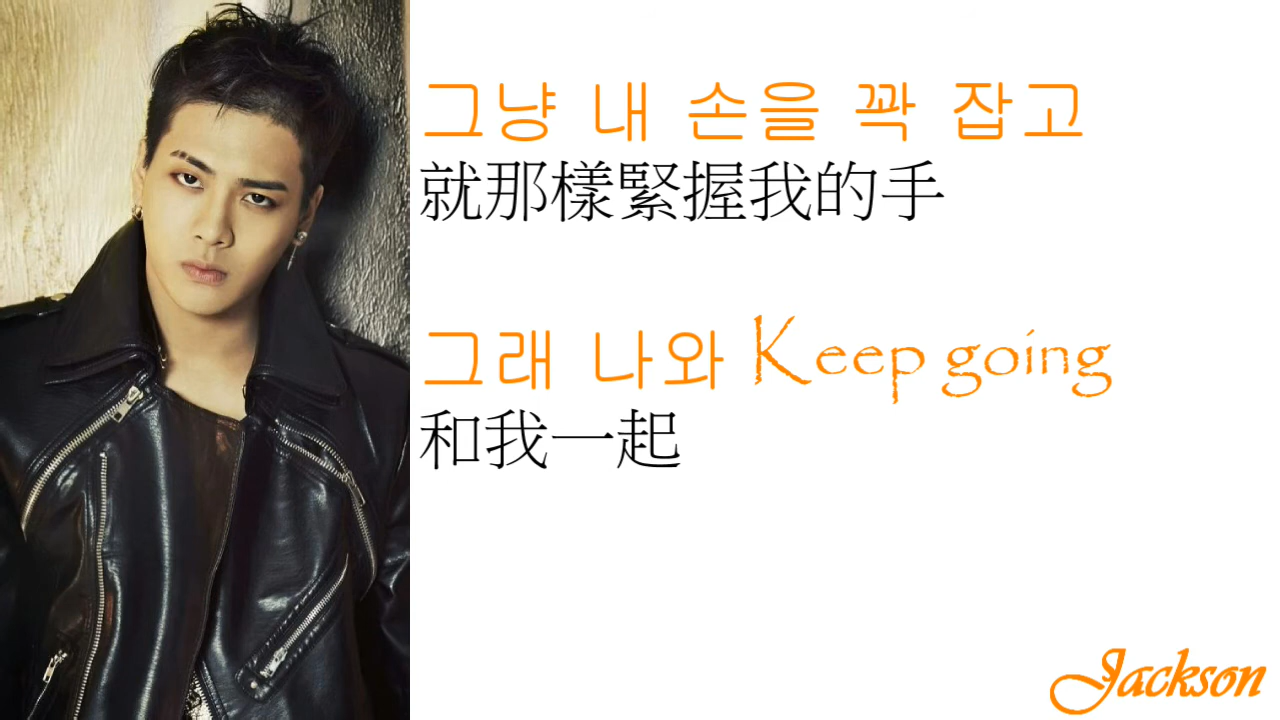 그냥 내 손을 꽉 잡고
就那樣緊握我的手
그래 나와 Keep going
和我一起
Jackson